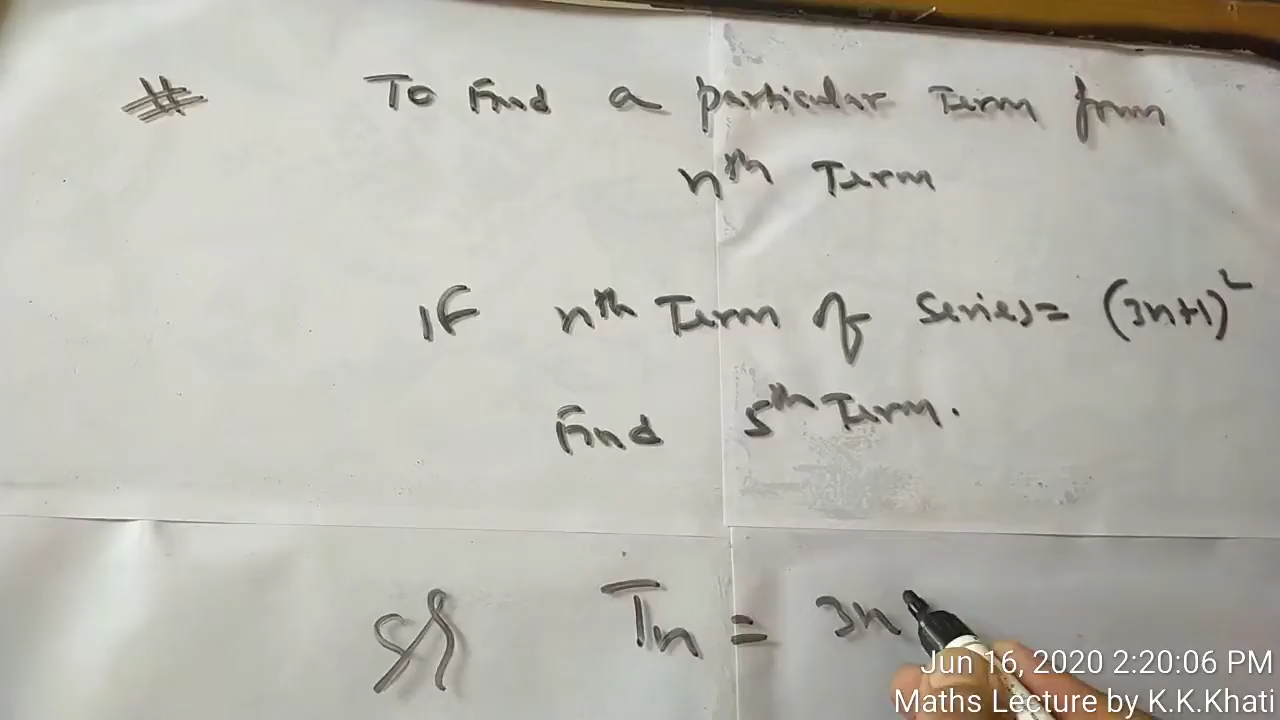 # To Find a particular Term from
nth Term
IF nth Term of Series= (3n+1)²
Find 5th Term.
Sol Tn = 3n
Jun 16, 2020 2:20:06 PM
Maths Lecture by K.K.Khati